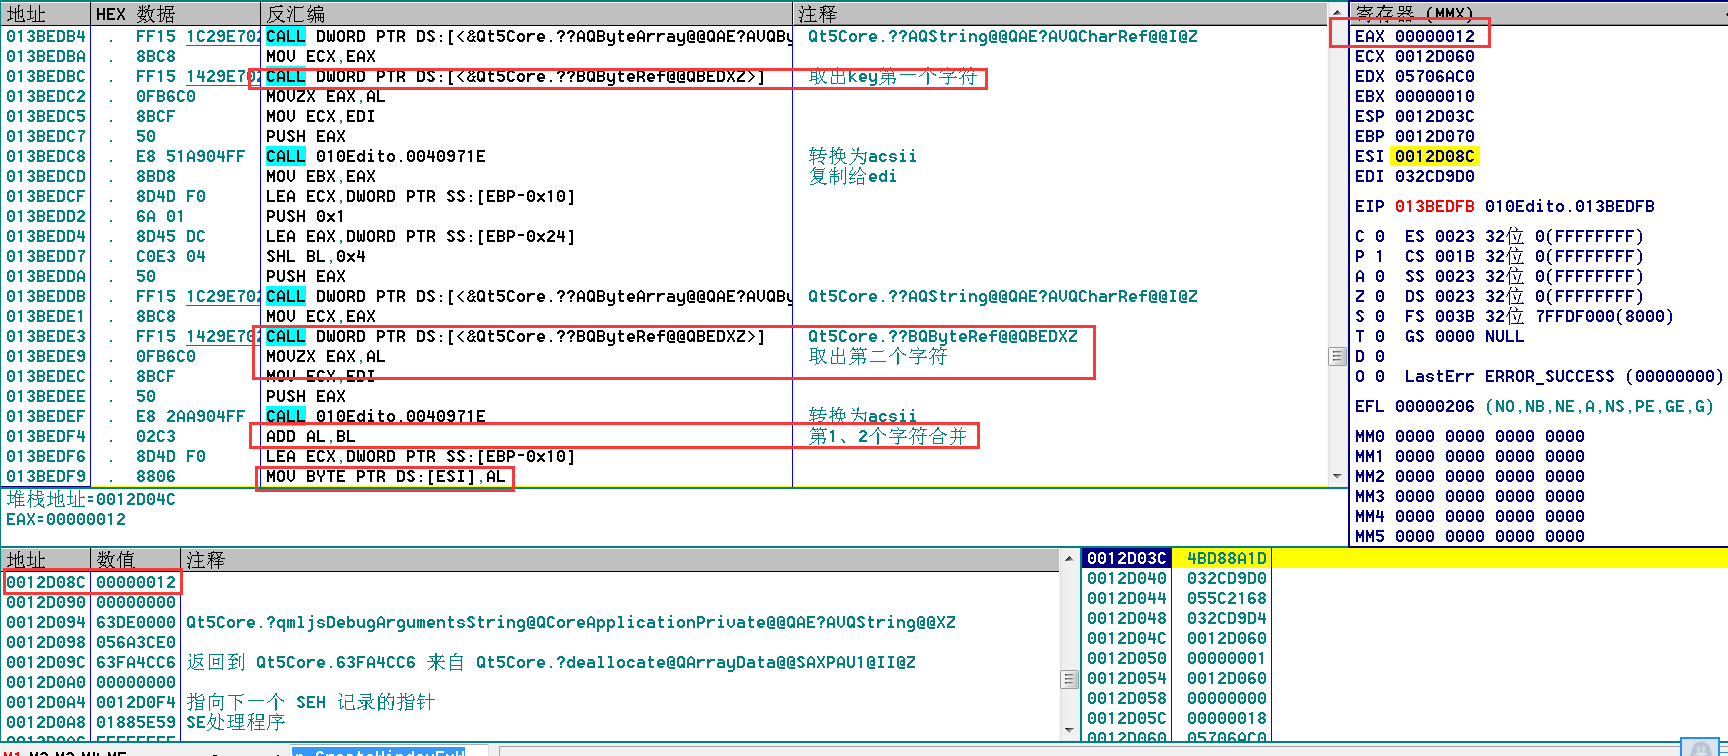 地址 HEX 数据 反汇编 注释
013BEDB4 . FF15 1C29E702 CALL DWORD PTR DS:[<&Qt5Core.??AQByteArray@@QAE?AVQBy Qt5Core.??AQString@@QAE?AVQCharRef@@I@Z
013BEDBA . 8BC8 MOV ECX,EAX
013BEDBC . FF15 1429E702 CALL DWORD PTR DS:[<&Qt5Core.??BQByteRef@@QBEDXZ>] 取出key第一个字符
013BEDC2 . 0FB6C0 MOVZX EAX,AL
013BEDC5 . 8BCF MOV ECX,EDI
013BEDC7 . 50 PUSH EAX
013BEDC8 . E8 51A904FF CALL 010Edito.0040971E 转换为acsii
013BEDCD . 8BD8 MOV EBX,EAX 复制给edi
013BEDCF . 8D4D F0 LEA ECX,DWORD PTR SS:[EBP-0x10]
013BEDD2 . 6A 01 PUSH 0x1
013BEDD4 . 8D45 DC LEA EAX,DWORD PTR SS:[EBP-0x24]
013BEDD7 . C0E3 04 SHL BL,0x4
013BEDDA . 50 PUSH EAX
013BEDDB . FF15 1C29E702 CALL DWORD PTR DS:[<&Qt5Core.??AQByteArray@@QAE?AVQBy Qt5Core.??AQString@@QAE?AVQCharRef@@I@Z
013BEDE1 . 8BC8 MOV ECX,EAX
013BEDE3 . FF15 1429E702 CALL DWORD PTR DS:[<&Qt5Core.??BQByteRef@@QBEDXZ>] Qt5Core.??BQByteRef@@QBEDXZ
013BEDE9 . 0FB6C0 MOVZX EAX,AL 取出第二个字符
013BEDEC . 8BCF MOV ECX,EDI
013BEDEE . 50 PUSH EAX
013BEDEF . E8 2AA904FF CALL 010Edito.0040971E 转换为acsii
013BEDF4 . 02C3 ADD AL,BL 第1、2个字符合并
013BEDF6 . 8D4D F0 LEA ECX,DWORD PTR SS:[EBP-0x10]
013BEDF9 . 8806 MOV BYTE PTR DS:[ESI],AL
堆栈地址=0012D04C
EAX=00000012
寄存器 (MMX)
EAX 00000012
ECX 0012D060
EDX 05706AC0
EBX 00000010
ESP 0012D03C
EBP 0012D070
ESI 0012D08C
EDI 032CD9D0
EIP 013BEDFB 010Edito.013BEDFB
C 0 ES 0023 32位 0(FFFFFFFF)
P 1 CS 001B 32位 0(FFFFFFFF)
A 0 SS 0023 32位 0(FFFFFFFF)
Z 0 DS 0023 32位 0(FFFFFFFF)
S 0 FS 003B 32位 7FFDF000(8000)
T 0 GS 0000 NULL
D 0
O 0 LastErr ERROR_SUCCESS (00000000)
EFL 00000206 (NO,NB,NE,A,NS,PE,GE,G)
MM0 0000 0000 0000 0000
MM1 0000 0000 0000 0000
MM2 0000 0000 0000 0000
MM3 0000 0000 0000 0000
MM4 0000 0000 0000 0000
MM5 0000 0000 0000 0000
地址 数值 注释
0012D08C 00000012
0012D090 00000000
0012D094 63DE0000 Qt5Core.?qmljsDebugArgumentsString@QCoreApplicationPrivate@@QAE?AVQString@@XZ
0012D098 056A3CE0
0012D09C 63FA4CC6 返回到 Qt5Core.63FA4CC6 来自 Qt5Core.?deallocate@QArrayData@@SAXPAU1@II@Z
0012D0A0 00000000
0012D0A4 0012D0F4 指向下一个 SEH 记录的指针
0012D0A8 01885E59 SE处理程序
0012D03C 4BD88A1D
0012D040 032CD9D0
0012D044 055C2168
0012D048 032CD9D4
0012D04C 0012D060
0012D050 00000001
0012D054 0012D060
0012D058 00000000
0012D05C 00000018
0012D060 05706AC0